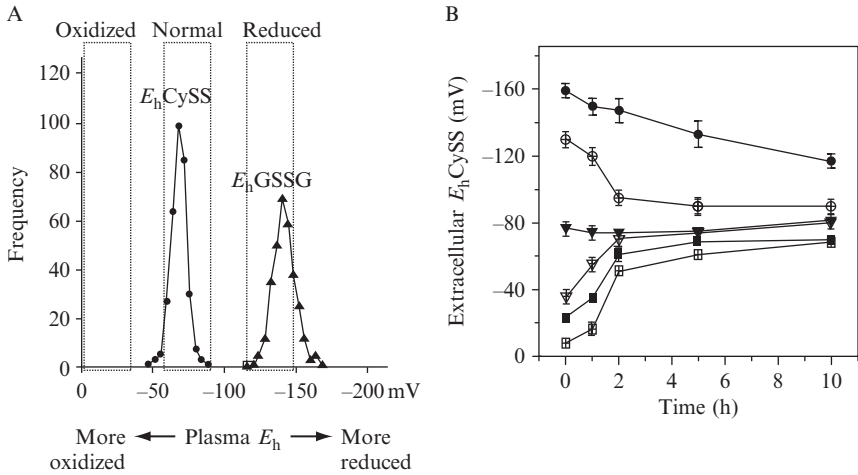 A
Oxidized Normal Reduced
120
100
80
60
40
20
0
Frequency
EhCySS
EhGSSG
0 −50 −100 −150 −200 mV
More oxidized ← Plasma Eh → More reduced
B
−160
−120
−80
−40
0
Extracellular EhCySS (mV)
0 2 4 6 8 10
Time (h)